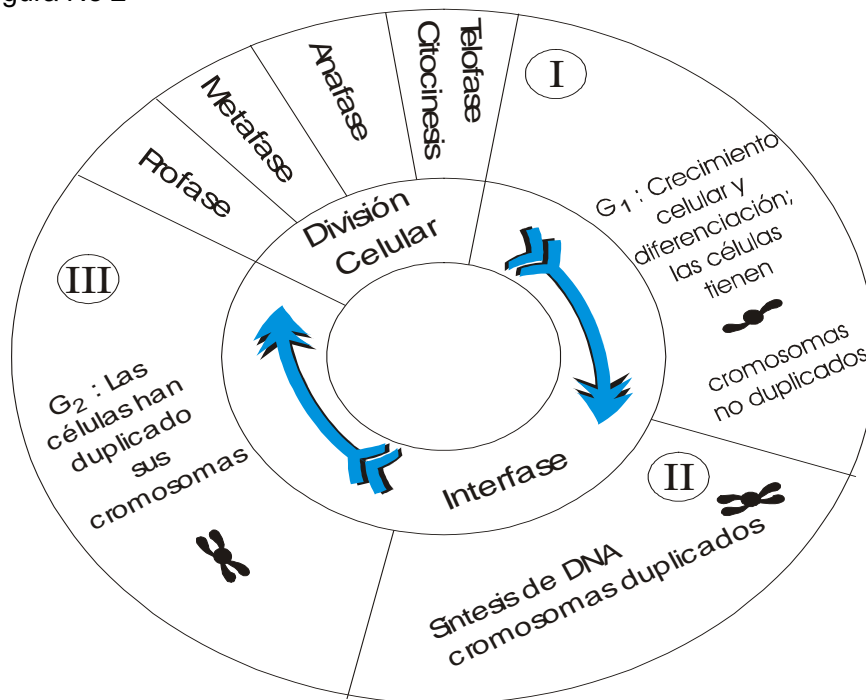 Telofase
Citocinesis
Anafase
Metafase
Profase
División
Celular
I
G1 : Crecimiento
celular y
diferenciación;
las células
tienen
cromosomas
no duplicados
II
Síntesis de DNA
cromosomas duplicados
Interfase
III
G2 : Las
células han
duplicado
sus
cromosomas